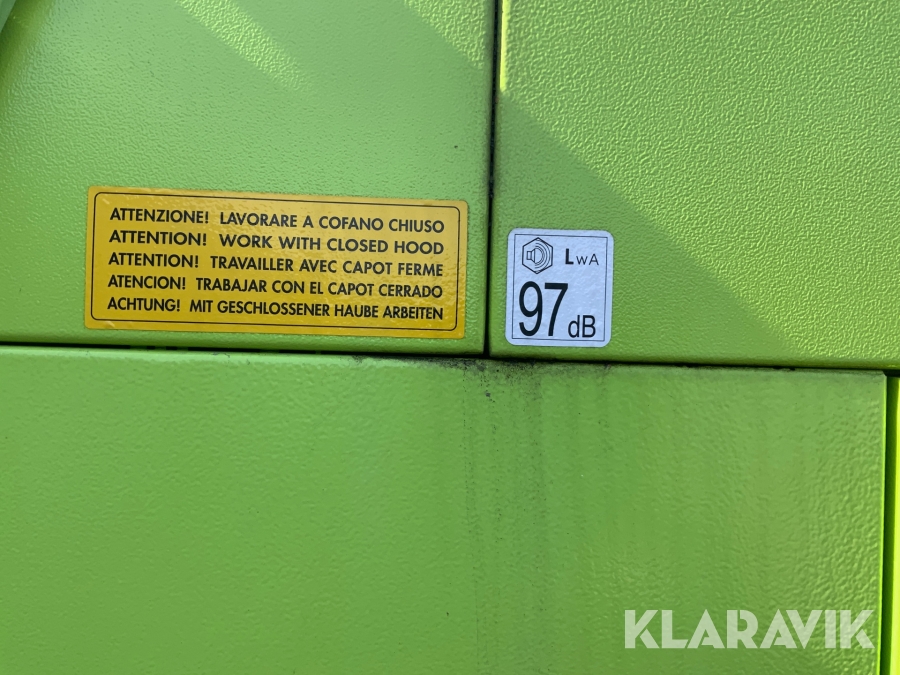 ATTENZIONE! LAVORARE A COFANO CHIUSO
ATTENTION! WORK WITH CLOSED HOOD
ATTENTION! TRAVAILLER AVEC CAPOT FERME
ATENCION! TRABAJAR CON EL CAPOT CERRADO
ACHTUNG! MIT GESCHLOSSENER HAUBE ARBEITEN
LWA
97 dB
KLARAVIK